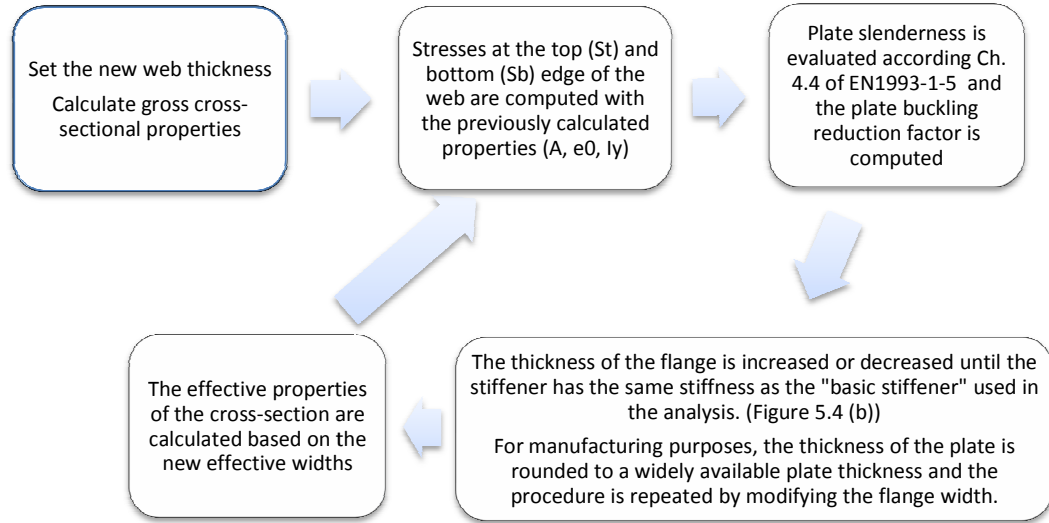 Set the new web thickness
Calculate gross cross-
sectional properties
Stresses at the top (St) and
bottom (Sb) edge of the
web are computed with
the previously calculated
properties (A, e0, Iy)
Plate slenderness is
evaluated according Ch.
4.4 of EN1993-1-5 and
the plate buckling
reduction factor is
computed
The thickness of the flange is increased or decreased until the
stiffener has the same stiffness as the "basic stiffener" used in
the analysis. (Figure 5.4 (b))
For manufacturing purposes, the thickness of the plate is
rounded to a widely available plate thickness and the
procedure is repeated by modifying the flange width.
The effective properties
of the cross-section are
calculated based on the
new effective widths